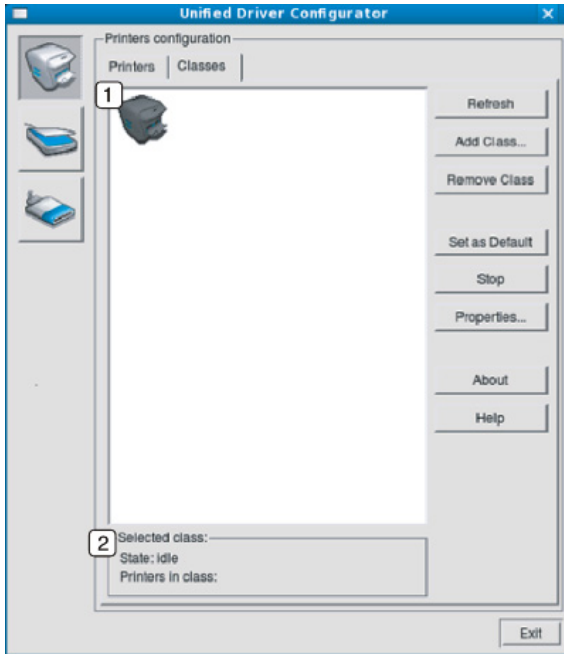 Unified Driver Configurator
Printers configuration
Printers Classes
1
Refresh
Add Class...
Remove Class
Set as Default
Stop
Properties...
About
Help
2
Selected class:
State: idle
Printers in class:
Exit